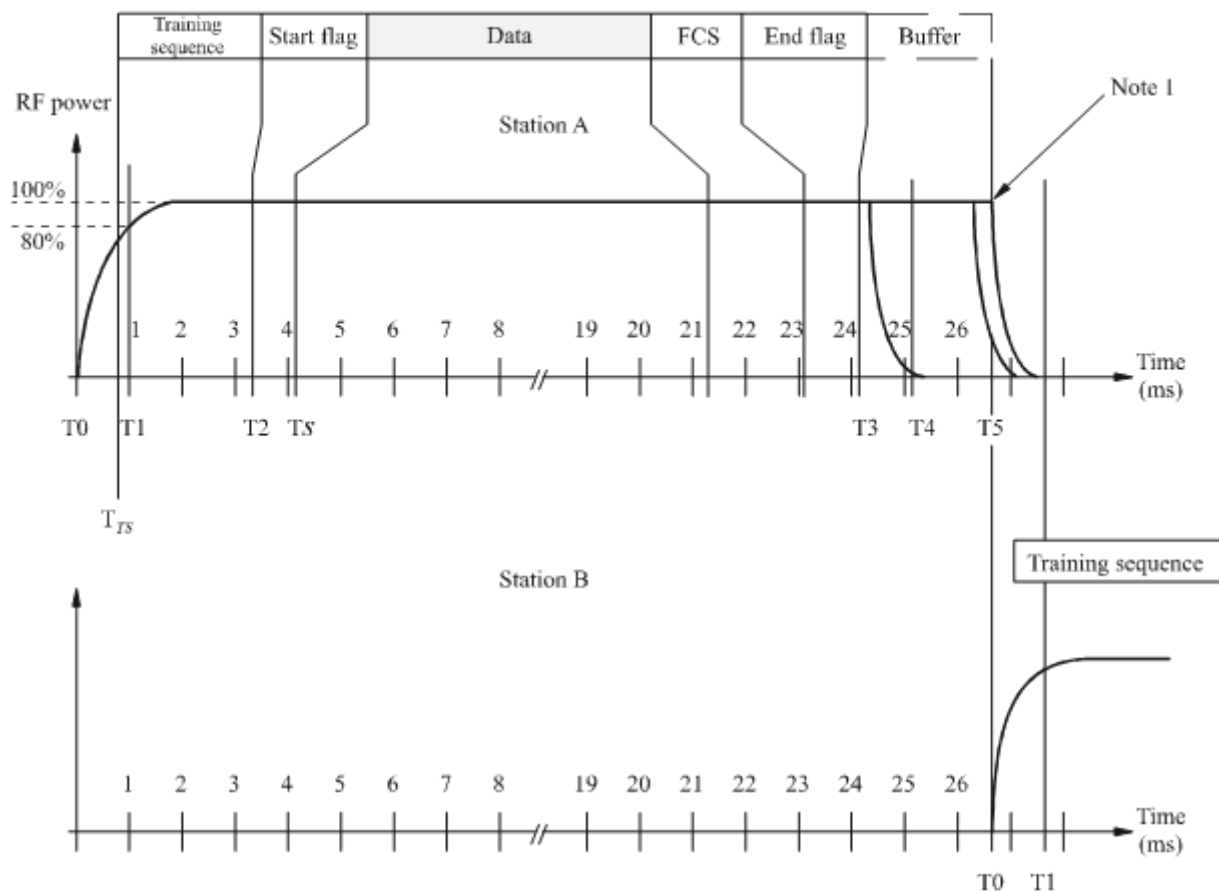 Training sequence
Start flag
Data
FCS
End flag
Buffer
RF power
Station A
Note 1
100%
80%
1 2 3 4 5 6 7 8 19 20 21 22 23 24 25 26
//
Time (ms)
T0 T1 T2 Ts T3 T4 T5
T_TS
Training sequence
Station B
1 2 3 4 5 6 7 8 19 20 21 22 23 24 25 26
//
Time (ms)
T0 T1